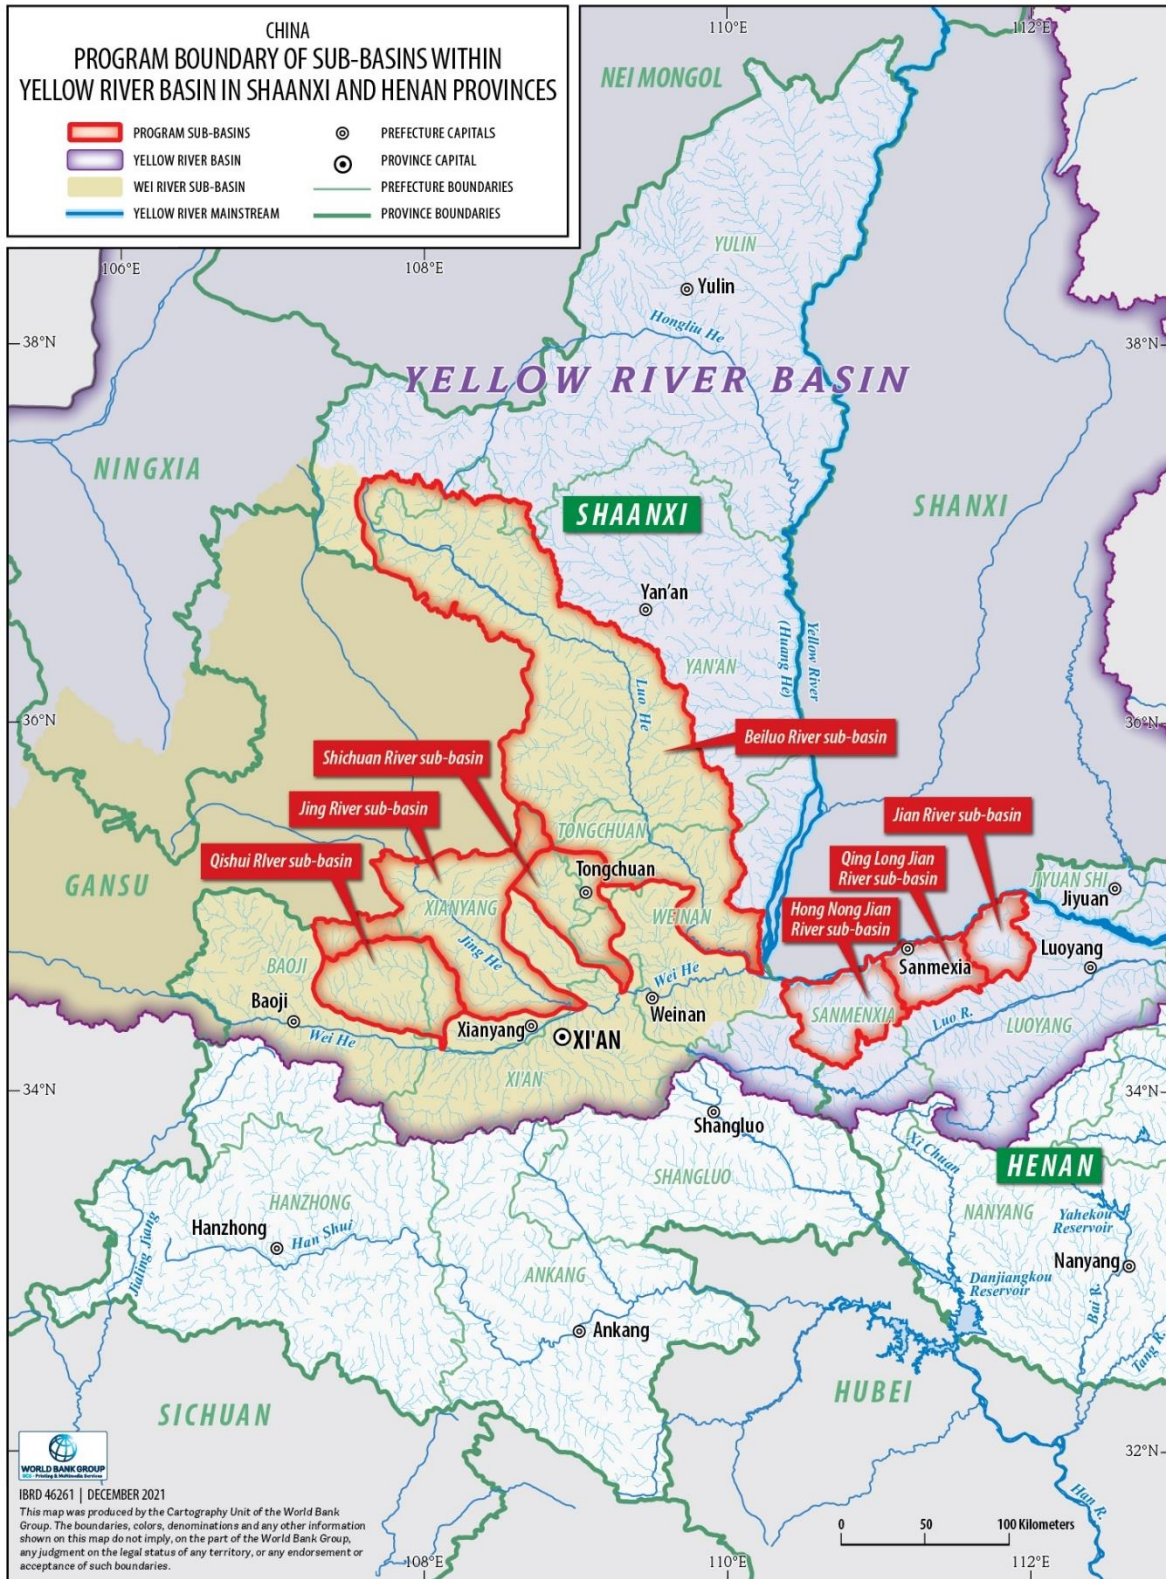 CHINA
PROGRAM BOUNDARY OF SUB-BASINS WITHIN
YELLOW RIVER BASIN IN SHAANXI AND HENAN PROVINCES
PROGRAM SUB-BASINS
YELLOW RIVER BASIN
WEI RIVER SUB-BASIN
YELLOW RIVER MAINSTREAM
PREFECTURE CAPITALS
PROVINCE CAPITAL
PREFECTURE BOUNDARIES
PROVINCE BOUNDARIES
110°E
112°E
NEI MONGOL
YULIN
106°E
108°E
Yulin
Hongliu He
38°N
38°N
YELLOW RIVER BASIN
NINGXIA
SHAANXI
SHANXI
Yan'an
Yellow River
(Huang He)
YAN'AN
Luo He
36°N
36°N
Beiluo River sub-basin
Shichuan River sub-basin
Jing River sub-basin
Jian River sub-basin
TONGCHUAN
Qishui RIver sub-basin
Qing Long Jian
River sub-basin
Tongchuan
GANSU
JIYUAN SHI
Jiyuan
XIANYANG
WEINAN
Hong Nong Jian
River sub-basin
Jing He
Luoyang
BAOJI
Sanmexia
Wei He
Baoji
Weinan
SANMENXIA
Luo R.
LUOYANG
Xianyang
XI'AN
Wei He
XI'AN
34°N
34°N
Shangluo
Xi Chuan
HENAN
SHANGLUO
HANZHONG
NANYANG
Yahekou
Reservoir
Hanzhong
Han Shui
Jialing Jiang
ANKANG
Danjiangkou
Reservoir
Nanyang
Bai R.
Ankang
Tang R.
HUBEI
SICHUAN
32°N
WORLD BANK GROUP
Printing & Multimedia Services
IBRD 46261 | DECEMBER 2021
Han R.
This map was produced by the Cartography Unit of the World Bank
Group. The boundaries, colors, denominations and any other information
shown on this map do not imply, on the part of the World Bank Group,
any judgment on the legal status of any territory, or any endorsement or
acceptance of such boundaries.
0 50 100 Kilometers
108°E
110°E
112°E